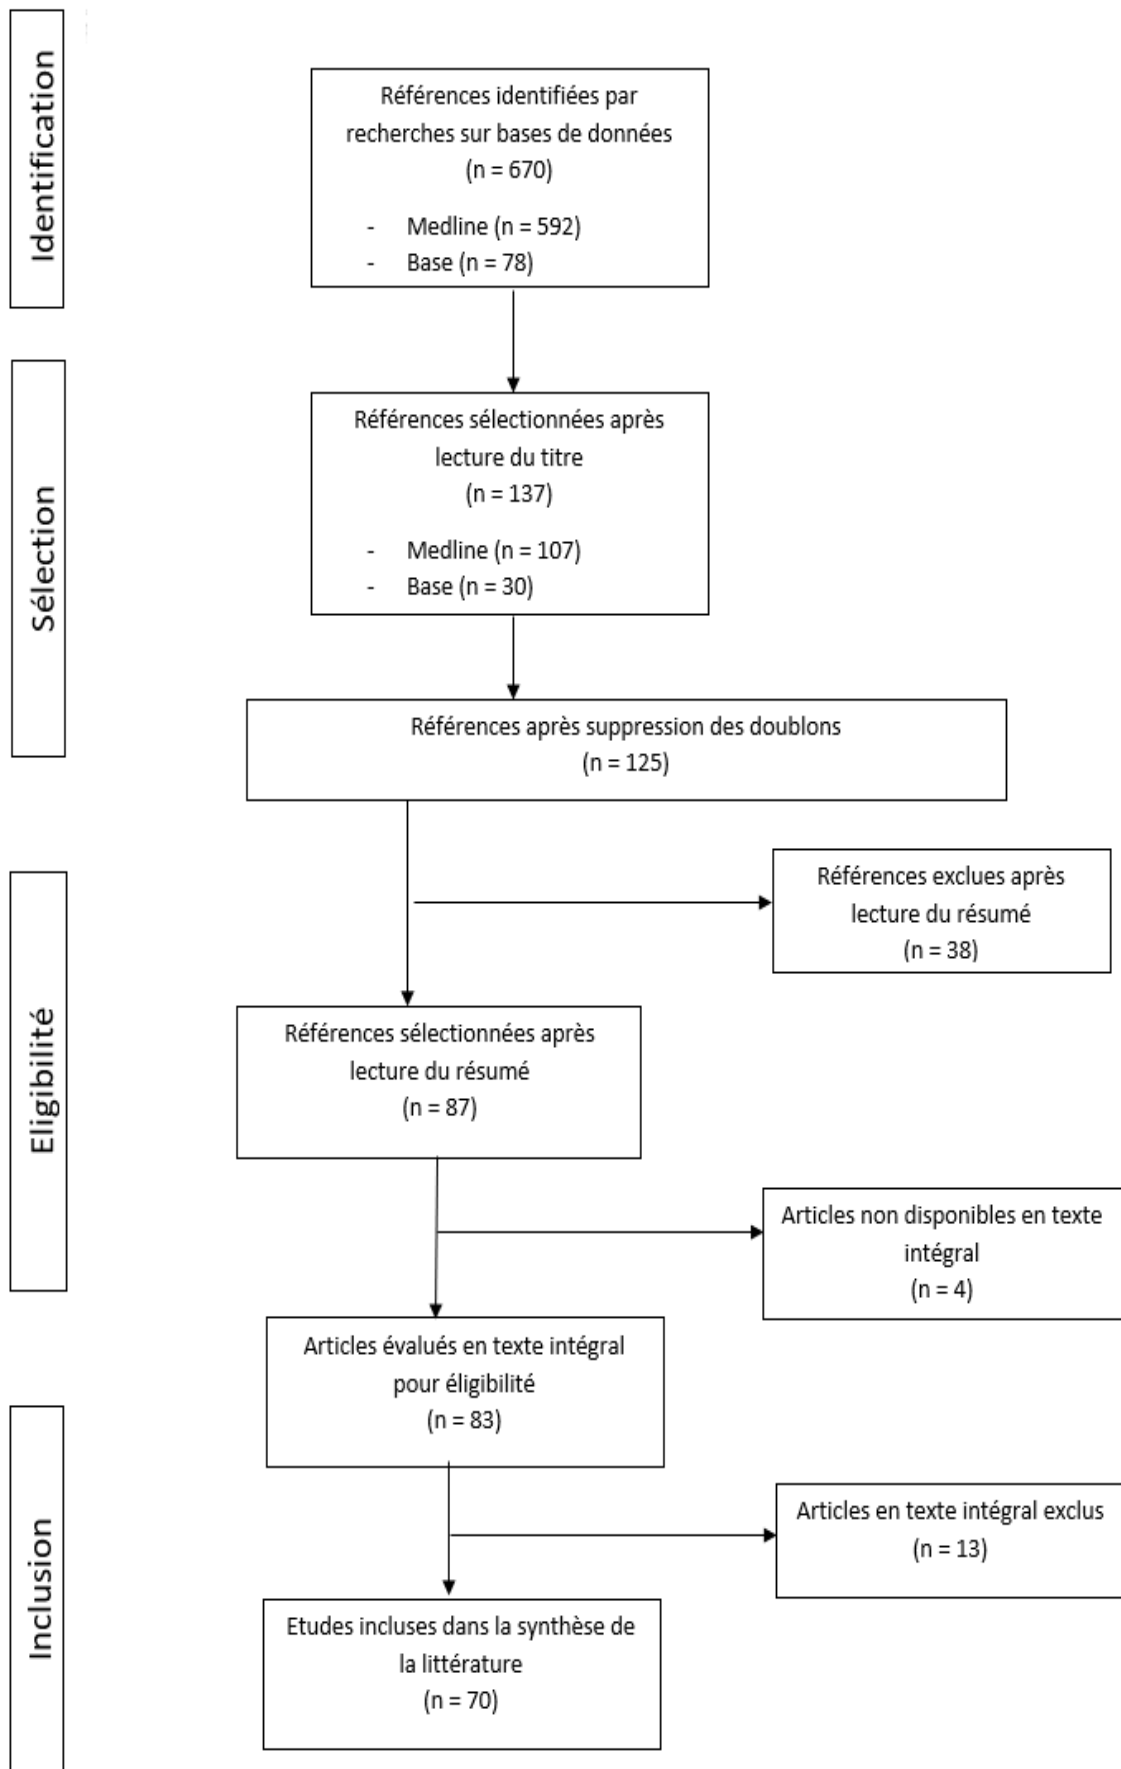 Identification
Références identifiées par
recherches sur bases de données
(n = 670)
- Medline (n = 592)
- Base (n = 78)
Sélection
Références sélectionnées après
lecture du titre
(n = 137)
- Medline (n = 107)
- Base (n = 30)
Références après suppression des doublons
(n = 125)
Eligibilité
Références exclues après
lecture du résumé
(n = 38)
Références sélectionnées après
lecture du résumé
(n = 87)
Articles non disponibles en texte
intégral
(n = 4)
Articles évalués en texte intégral
pour éligibilité
(n = 83)
Inclusion
Articles en texte intégral exclus
(n = 13)
Etudes incluses dans la synthèse de
la littérature
(n = 70)